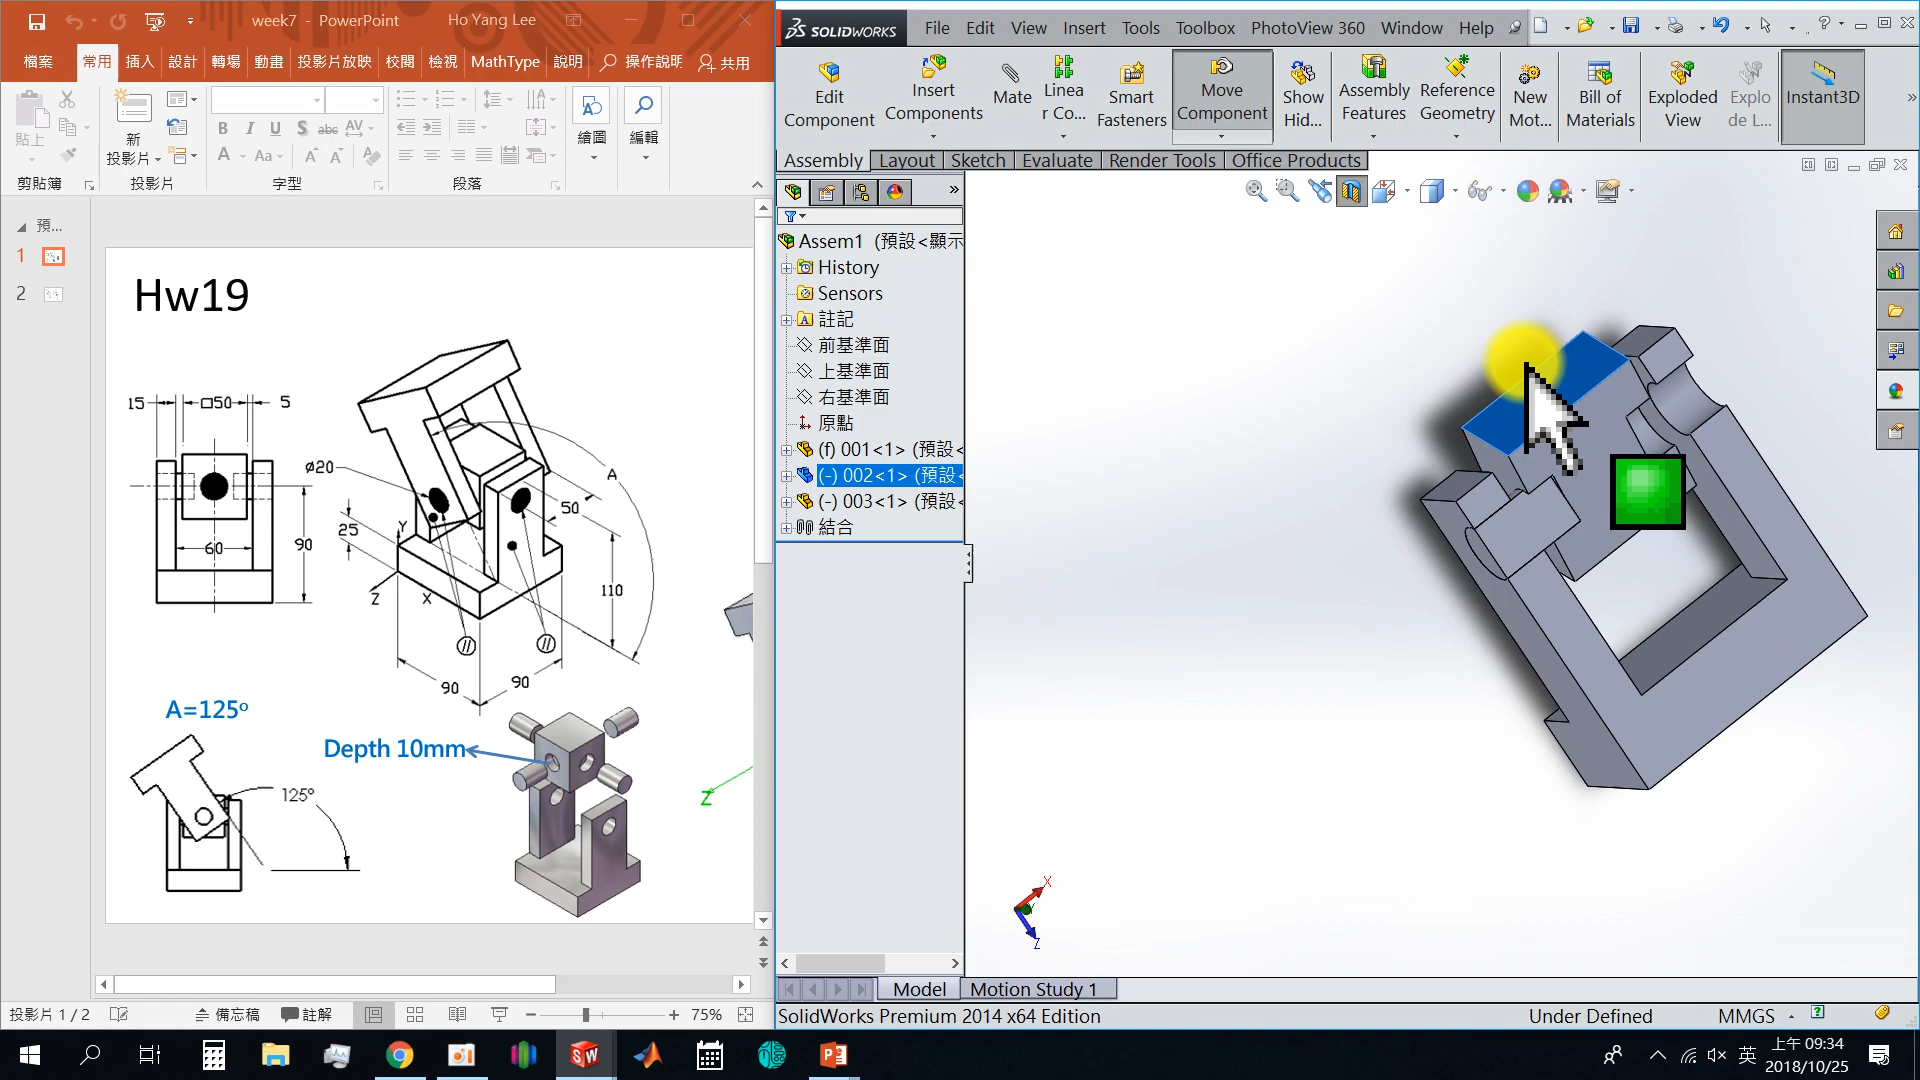 week7 - PowerPoint
Ho Yang Lee
檔案 常用 插入 設計 轉場 動畫 投影片放映 校閱 檢視 MathType 說明 操作說明 共用
貼上
新
投影片
B I U S abc AV
A Aa A A
繪圖
編輯
剪貼簿
投影片
字型
段落
預...
1
2
Hw19
15 □50 5
Ø20
25
60
90
A
50
110
Y
Z
X
90
90
A=125°
125°
Depth 10mm
Z
投影片 1 / 2
備忘稿
註解
75%
SOLIDWORKS
File Edit View Insert Tools Toolbox PhotoView 360 Window Help
Edit
Component
Insert
Components
Mate
Linea
r Co...
Smart
Fasteners
Move
Component
Show
Hid...
Assembly
Features
Reference
Geometry
New
Mot...
Bill of
Materials
Exploded
View
Explo
de L...
Instant3D
Assembly Layout Sketch Evaluate Render Tools Office Products
Assem1 (預設<顯示
History
Sensors
註記
前基準面
上基準面
右基準面
原點
(f) 001<1> (預設<
(-) 002<1> (預設<
(-) 003<1> (預設<
結合
X
Z
Model Motion Study 1
SolidWorks Premium 2014 x64 Edition
Under Defined
MMGS
英
上午 09:34
2018/10/25